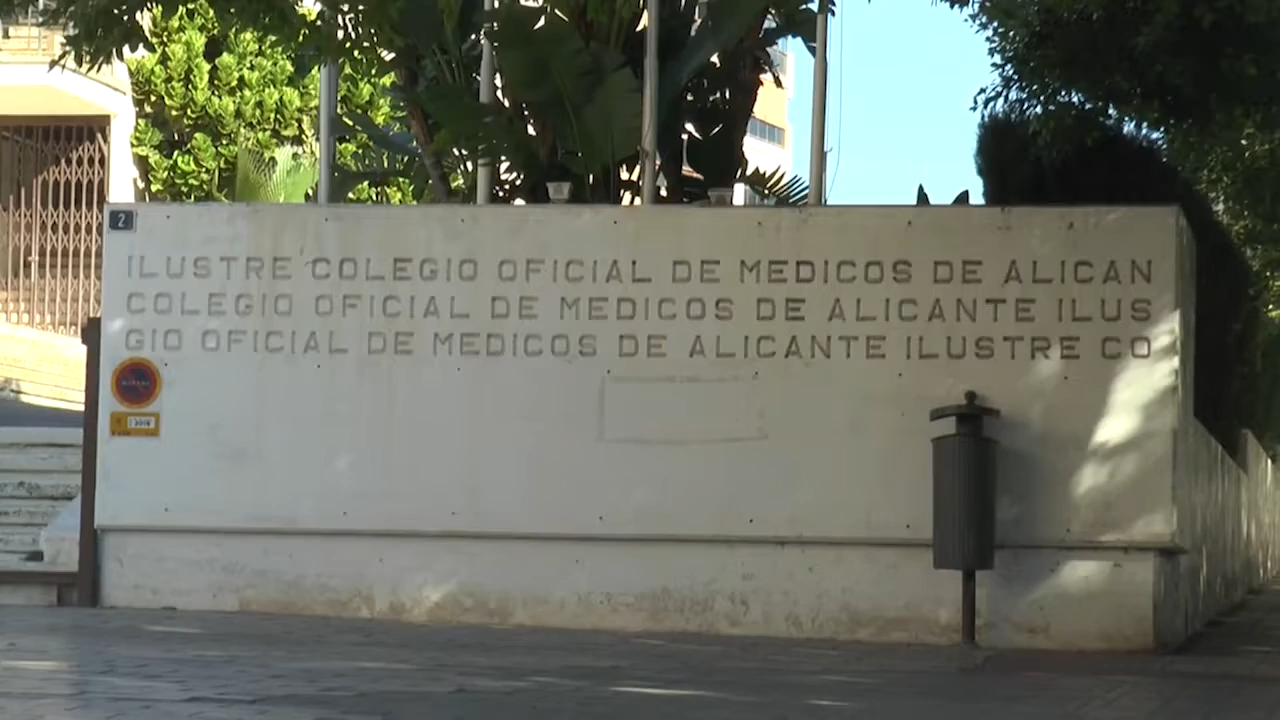 2
ILUSTRE COLEGIO OFICIAL DE MEDICOS DE ALICAN
COLEGIO OFICIAL DE MEDICOS DE ALICANTE ILUS
GIO OFICIAL DE MEDICOS DE ALICANTE ILUSTRE CO